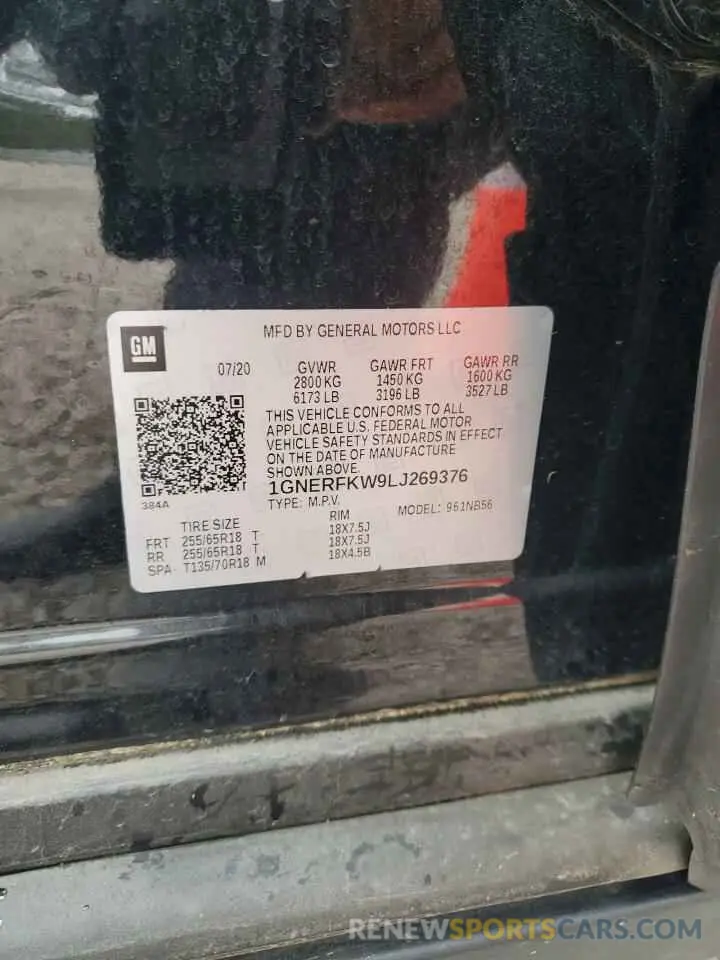 MFD BY GENERAL MOTORS LLC
GM
07/20 GVWR GAWR FRT GAWR RR
2800 KG 1450 KG 1600 KG
6173 LB 3196 LB 3527 LB
THIS VEHICLE CONFORMS TO ALL
APPLICABLE U.S. FEDERAL MOTOR
VEHICLE SAFETY STANDARDS IN EFFECT
ON THE DATE OF MANUFACTURE
SHOWN ABOVE.
384A
1GNERFKW9LJ269376
TYPE: M.P.V. MODEL: 961NB56
TIRE SIZE RIM
FRT 255/65R18 T 18X7.5J
RR 255/65R18 T 18X7.5J
SPA T135/70R18 M 18X4.5B
RENEWSPORTSCARS.COM